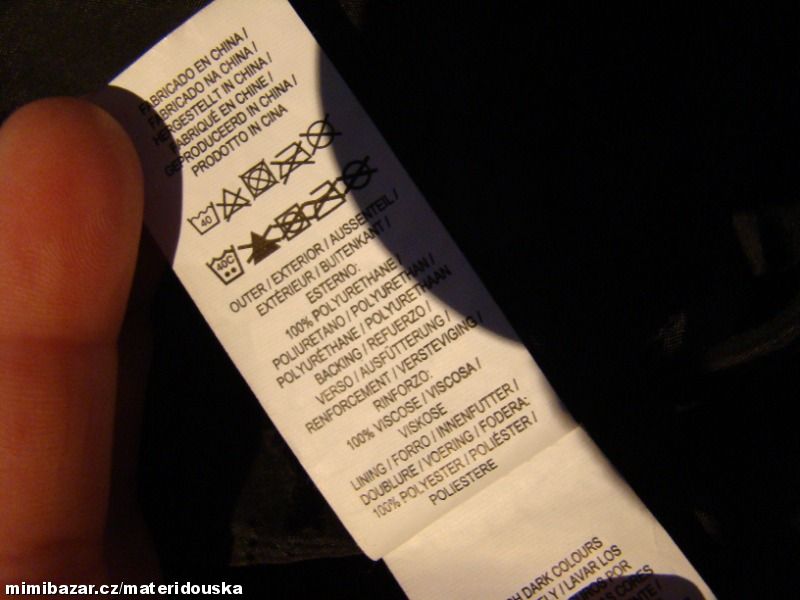 FABRICADO EN CHINA /
FABRICADO NA CHINA /
HERGESTELLT IN CHINA /
FABRIQUÉ EN CHINE /
GEPRODUCEERD IN CHINA /
PRODOTTO IN CINA
40
40C
OUTER / EXTERIOR / AUSSENTEIL /
EXTÉRIEUR / BUITENKANT /
ESTERNO:
100% POLYURETHANE /
POLIURETANO / POLYURETHAN /
POLYURÉTHANE / POLYURETHAAN
BACKING / REFUERZO /
VERSO / AUSFÜTTERUNG /
RENFORCEMENT / VERSTEVIGING /
RINFORZO:
100% VISCOSE / VISCOSA /
VISKOSE
LINING / FORRO / INNENFUTTER /
DOUBLURE / VOERING / FODERA:
100% POLYESTER / POLIÉSTER /
POLIESTERE
DARK COLOURS
/ LAVAR LOS
POR
CORES
mimibazar.cz/materidouska